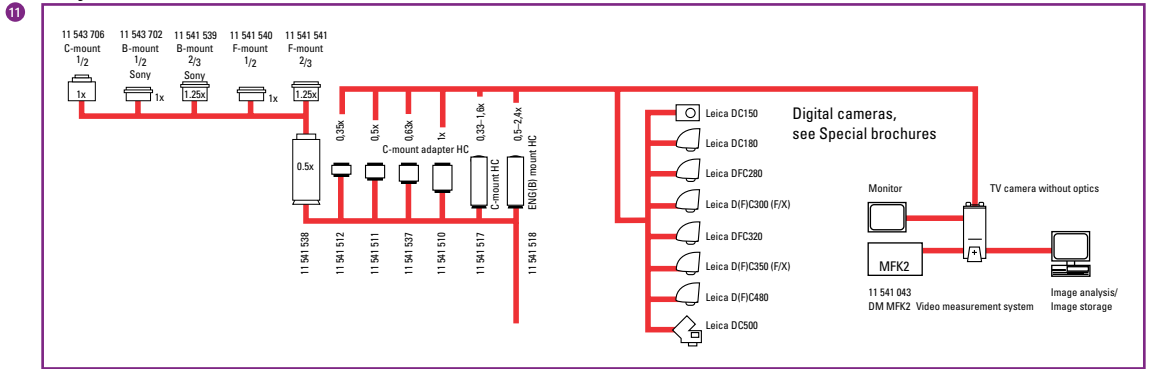 11
11 543 706
C-mount
1/2
11 543 702
B-mount
1/2
Sony
11 541 539
B-mount
2/3
Sony
11 541 540
F-mount
1/2
11 541 541
F-mount
2/3
1x
1x
1.25x
1x
1.25x
0.5x
0,35x
0,5x
0,63x
1x
0,33–1,6x
0,5–2,4x
C-mount adapter HC
C-mount HC
ENG(B) mount HC
11 541 538
11 541 512
11 541 511
11 541 537
11 541 510
11 541 517
11 541 518
Leica DC150
Leica DC180
Leica DFC280
Leica D(F)C300 (F/X)
Leica DFC320
Leica D(F)C350 (F/X)
Leica D(F)C480
Leica DC500
Digital cameras,
see Special brochures
Monitor
TV camera without optics
MFK2
11 541 043
DM MFK2 Video measurement system
Image analysis/
Image storage